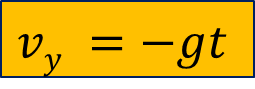 v_y = −gt